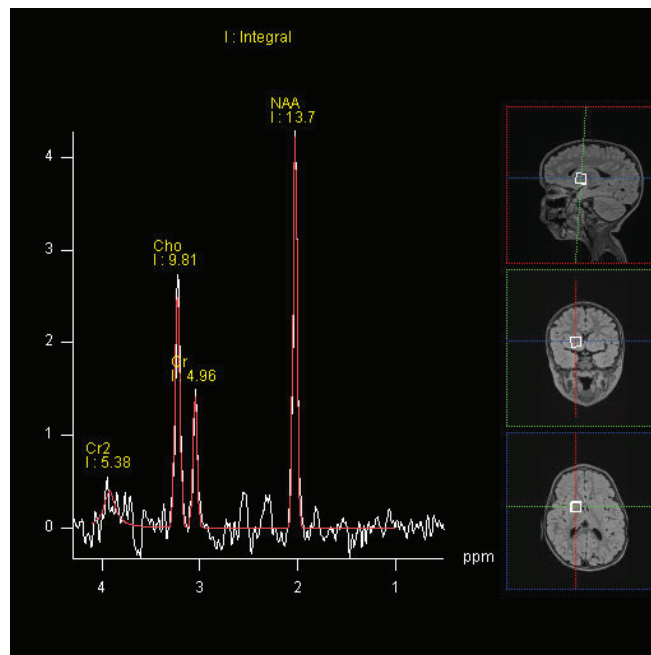 I : Integral
NAA
I : 13.7
4
Cho
I : 9.81
3
2
Cr
I : 4.96
1
Cr2
I : 5.38
0
ppm
4 3 2 1